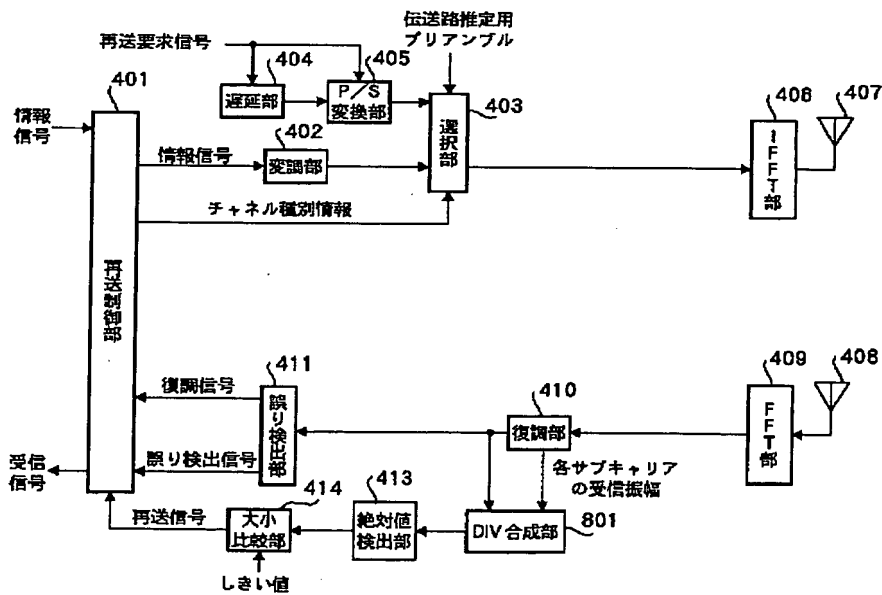 伝送路推定用
プリアンブル
再送要求信号
404
405
401
遅延部
P/S
変換部
403
選択部
406
407
情報
信号
402
情報信号
変調部
IFFT部
チャネル種別情報
再送制御部
411
復調信号
誤り検出部
410
復調部
409
408
FFT部
誤り検出信号
受信
信号
各サブキャリア
の受信振幅
414
413
再送信号
大小
比較部
絶対値
検出部
DIV合成部
801
しきい値